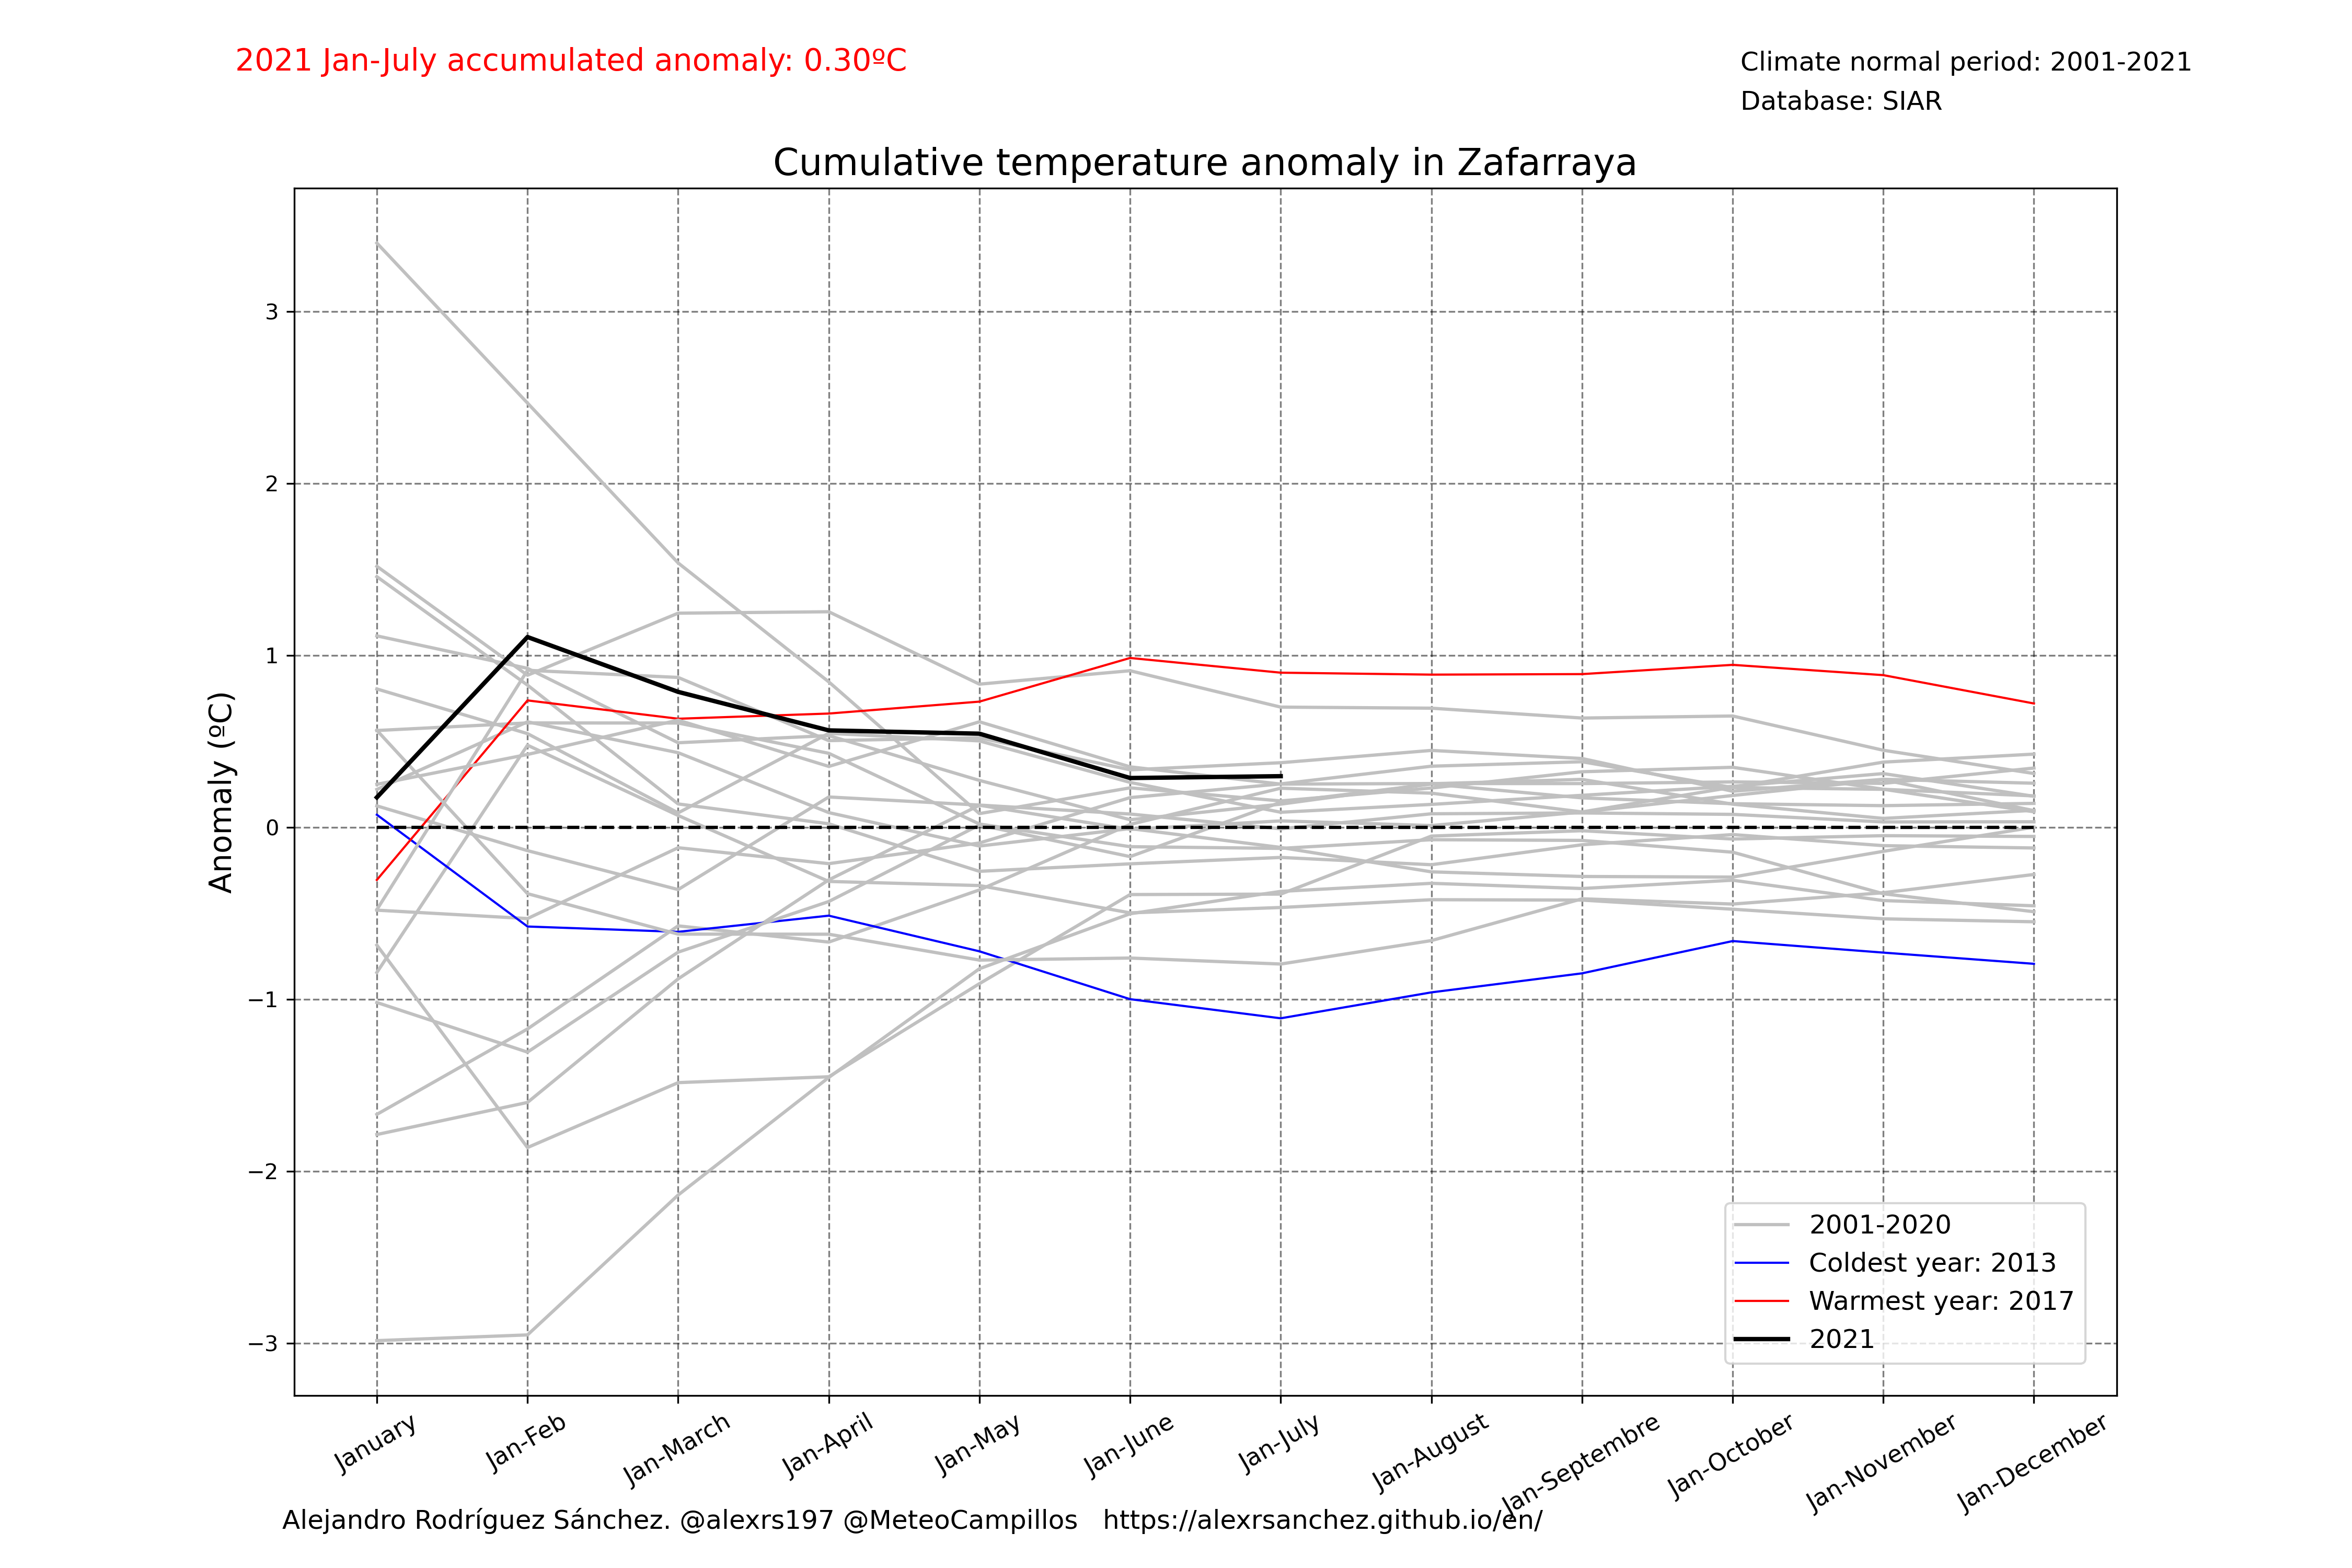 2021 Jan-July accumulated anomaly: 0.30ºC
Climate normal period: 2001-2021
Database: SIAR
Cumulative temperature anomaly in Zafarraya
Anomaly (ºC)
3
2
1
0
−1
−2
−3
2001-2020
Coldest year: 2013
Warmest year: 2017
2021
January
Jan-Feb
Jan-March
Jan-April
Jan-May
Jan-June
Jan-July
Jan-August
Jan-Septembre
Jan-October
Jan-November
Jan-December
Alejandro Rodríguez Sánchez. @alexrs197 @MeteoCampillos   https://alexrsanchez.github.io/en/